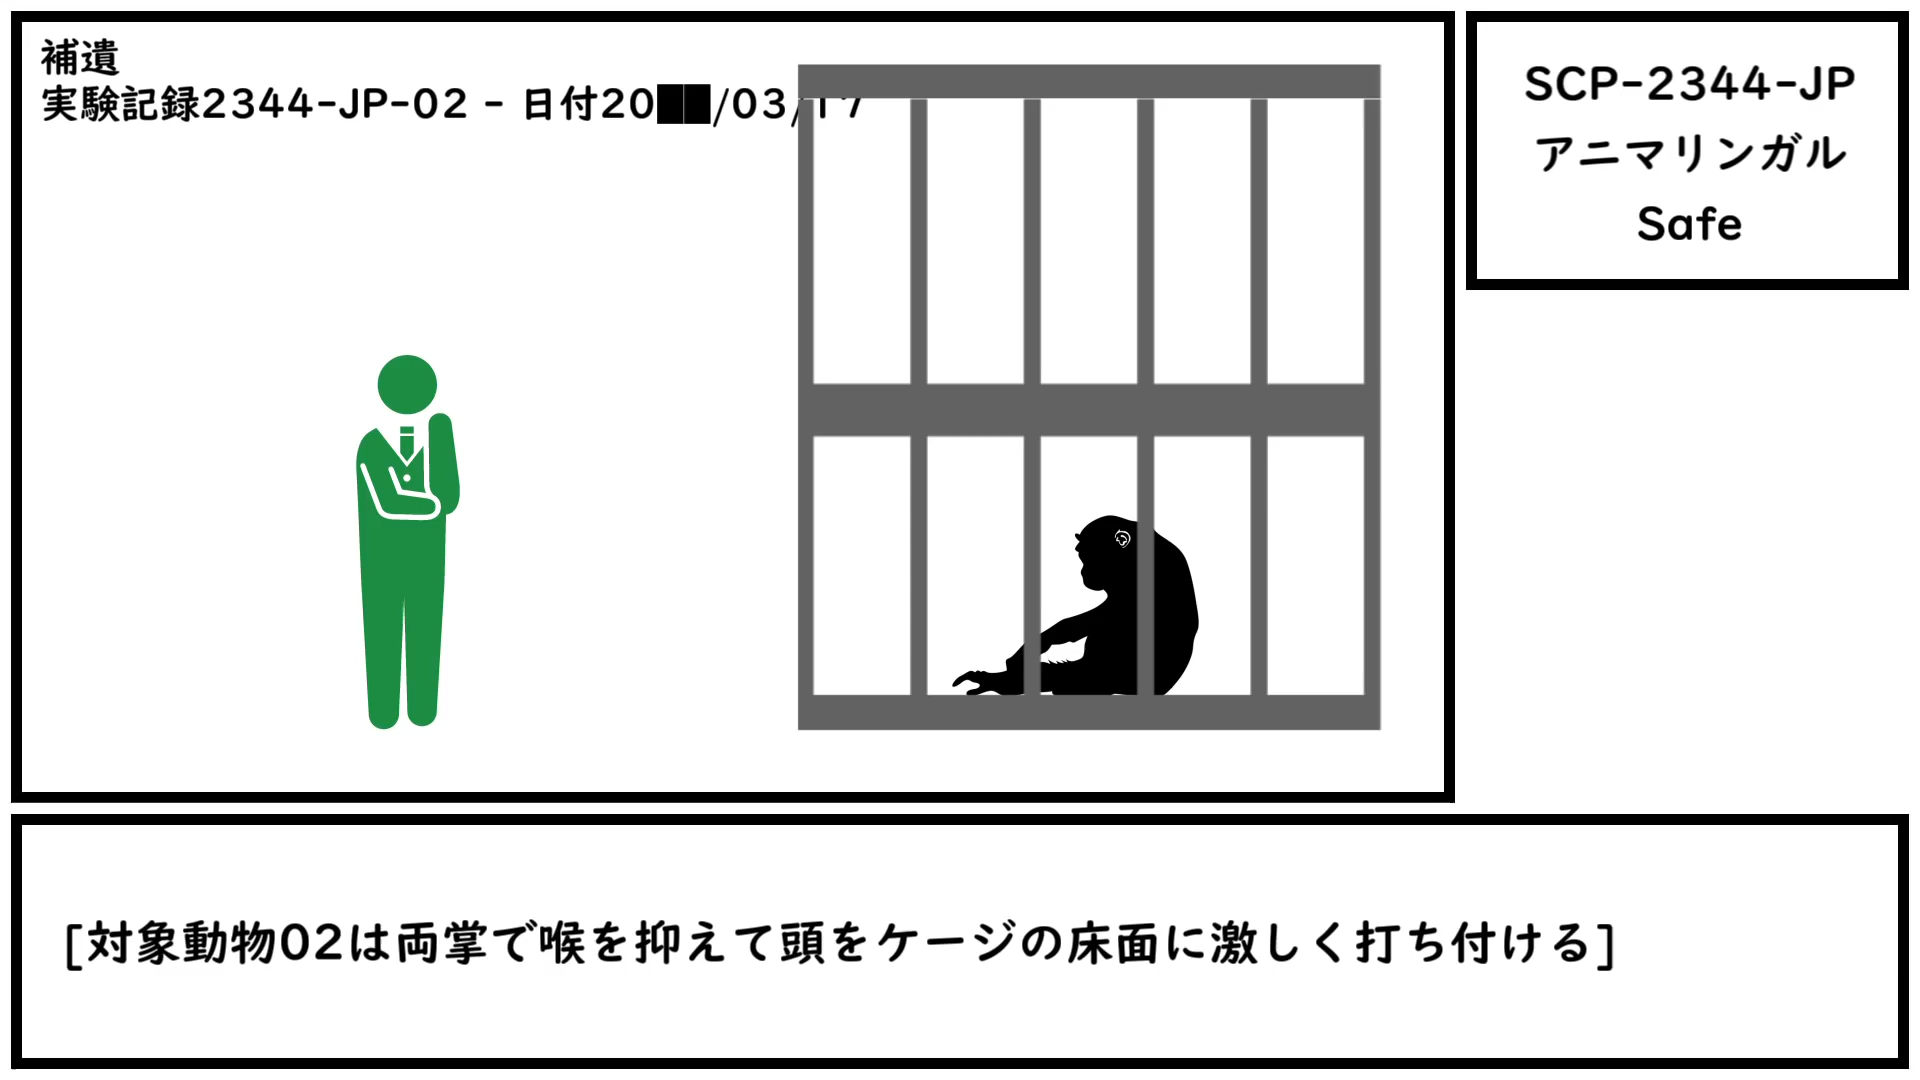 補遺
実験記録2344-JP-02 - 日付20██/03/17
SCP-2344-JP
アニマリンガル
Safe
[対象動物02は両掌で喉を抑えて頭をケージの床面に激しく打ち付ける]